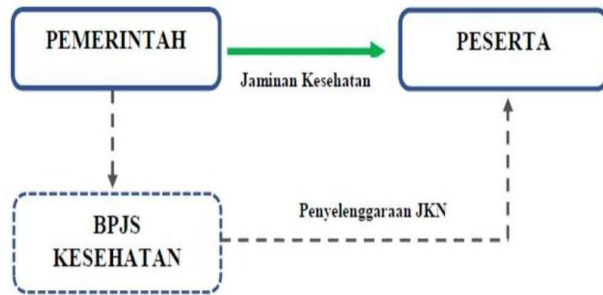 PEMERINTAH
PESERTA
Jaminan Kesehatan
Penyelenggaraan JKN
BPJS
KESEHATAN